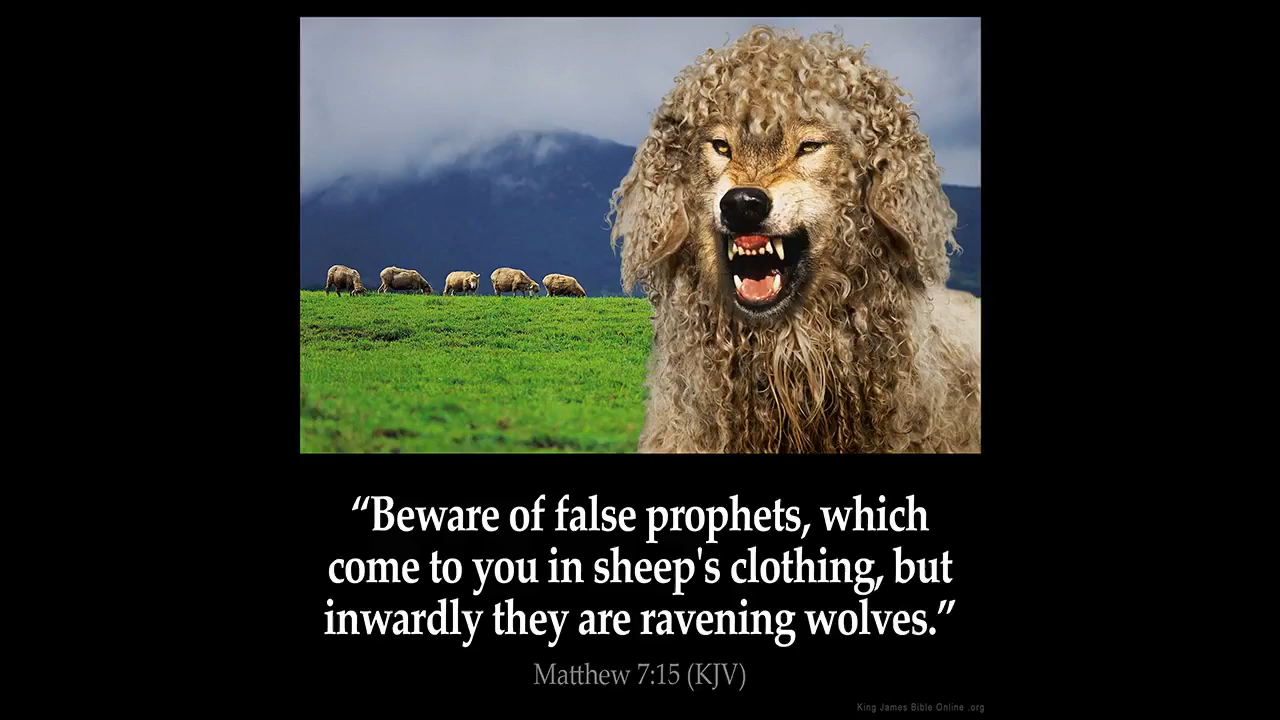 “Beware of false prophets, which
come to you in sheep's clothing, but
inwardly they are ravening wolves.”
Matthew 7:15 (KJV)
King James Bible Online .org